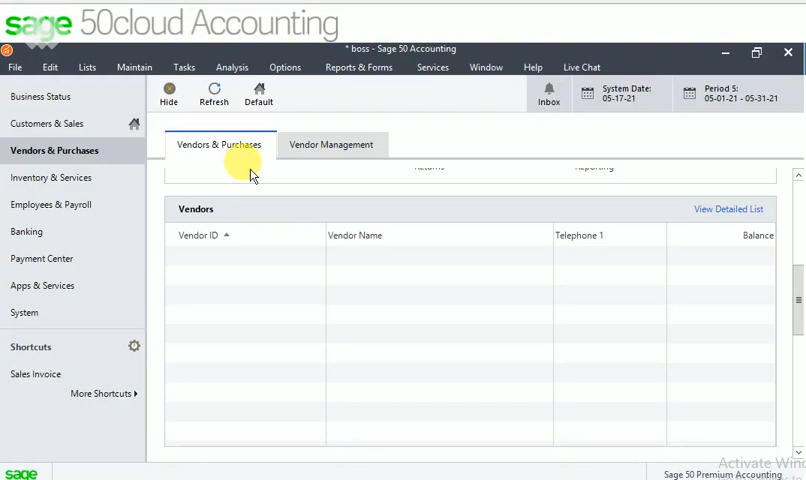 sage 50cloud Accounting
* boss - Sage 50 Accounting
File Edit Lists Maintain Tasks Analysis Options Reports & Forms Services Window Help Live Chat
Hide Refresh Default Inbox System Date: 05-17-21 Period 5: 05-01-21 - 05-31-21
Business Status
Customers & Sales
Vendors & Purchases
Inventory & Services
Employees & Payroll
Banking
Payment Center
Apps & Services
System
Shortcuts
Sales Invoice
More Shortcuts
Vendors & Purchases Vendor Management
Returns Reporting
Vendors View Detailed List
Vendor ID Vendor Name Telephone 1 Balance
Activate Wind
sage Sage 50 Premium Accounting